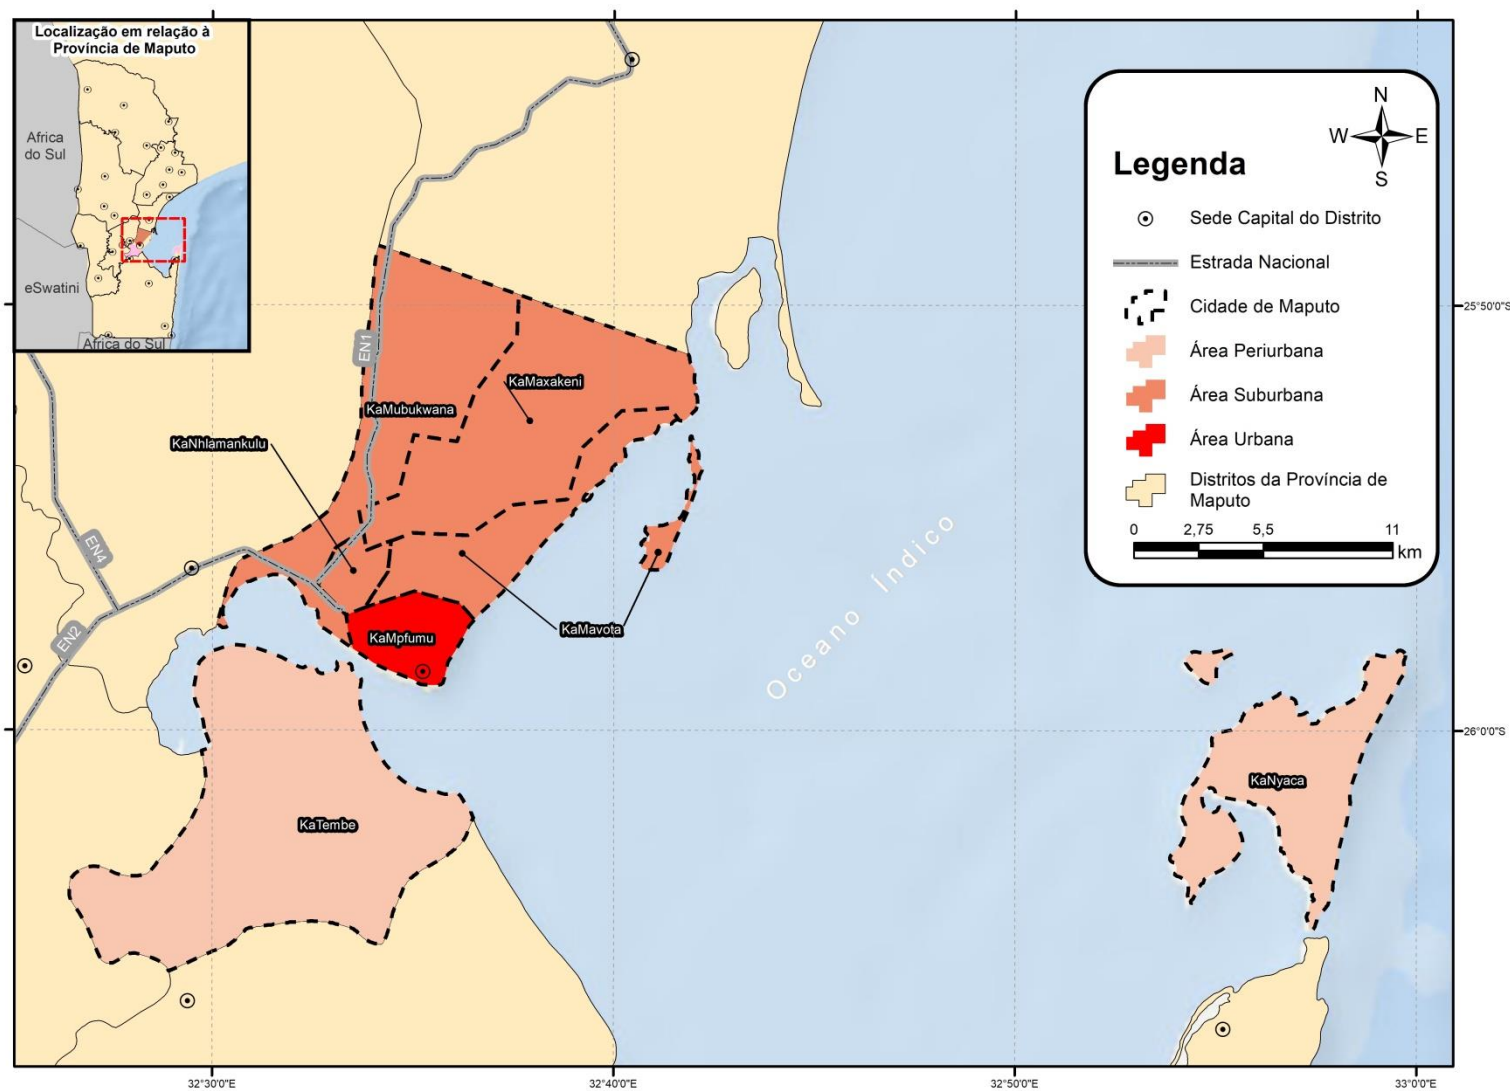 Localização em relação à
Província de Maputo
Africa
do Sul
eSwatini
Africa do Sul
N
W E
S
Legenda
Sede Capital do Distrito
Estrada Nacional
Cidade de Maputo
Área Periurbana
Área Suburbana
Área Urbana
Distritos da Província de
Maputo
0 2,75 5,5 11
km
25°50'0"S
26°0'0"S
EN1
KaMaxakeni
KaMubukwana
KaNhlamankulu
EN4
EN2
KaMavota
KaMpfumu
Oceano Índico
KaTembe
KaNyaca
32°30'0"E 32°40'0"E 32°50'0"E 33°0'0"E